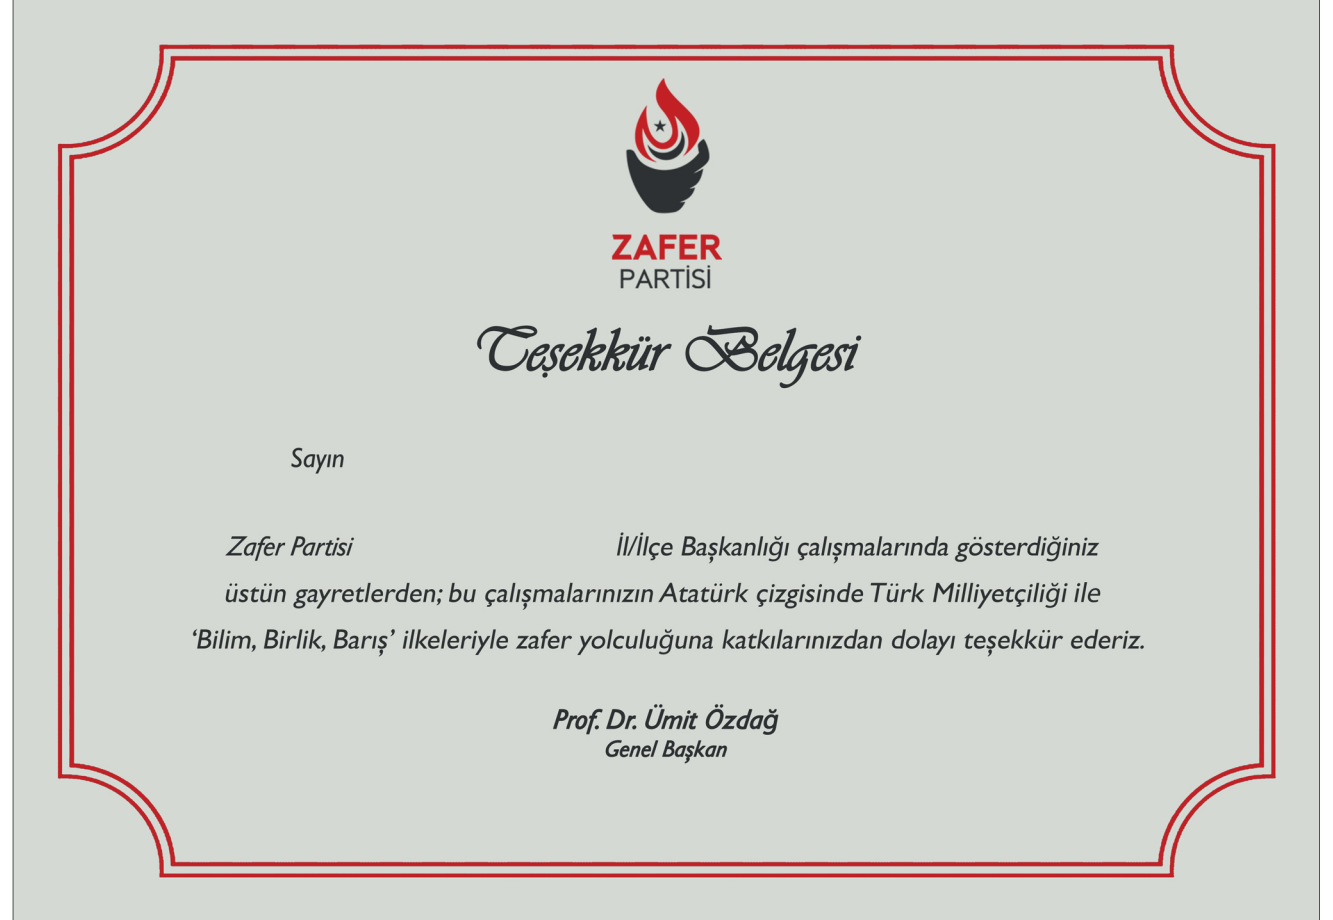 ZAFER
PARTİSİ
Teşekkür Belgesi
Sayın
Zafer Partisi İl/İlçe Başkanlığı çalışmalarında gösterdiğiniz
üstün gayretlerden; bu çalışmalarınızın Atatürk çizgisinde Türk Milliyetçiliği ile
‘Bilim, Birlik, Barış’ ilkeleriyle zafer yolculuğuna katkılarınızdan dolayı teşekkür ederiz.
Prof. Dr. Ümit Özdağ
Genel Başkan